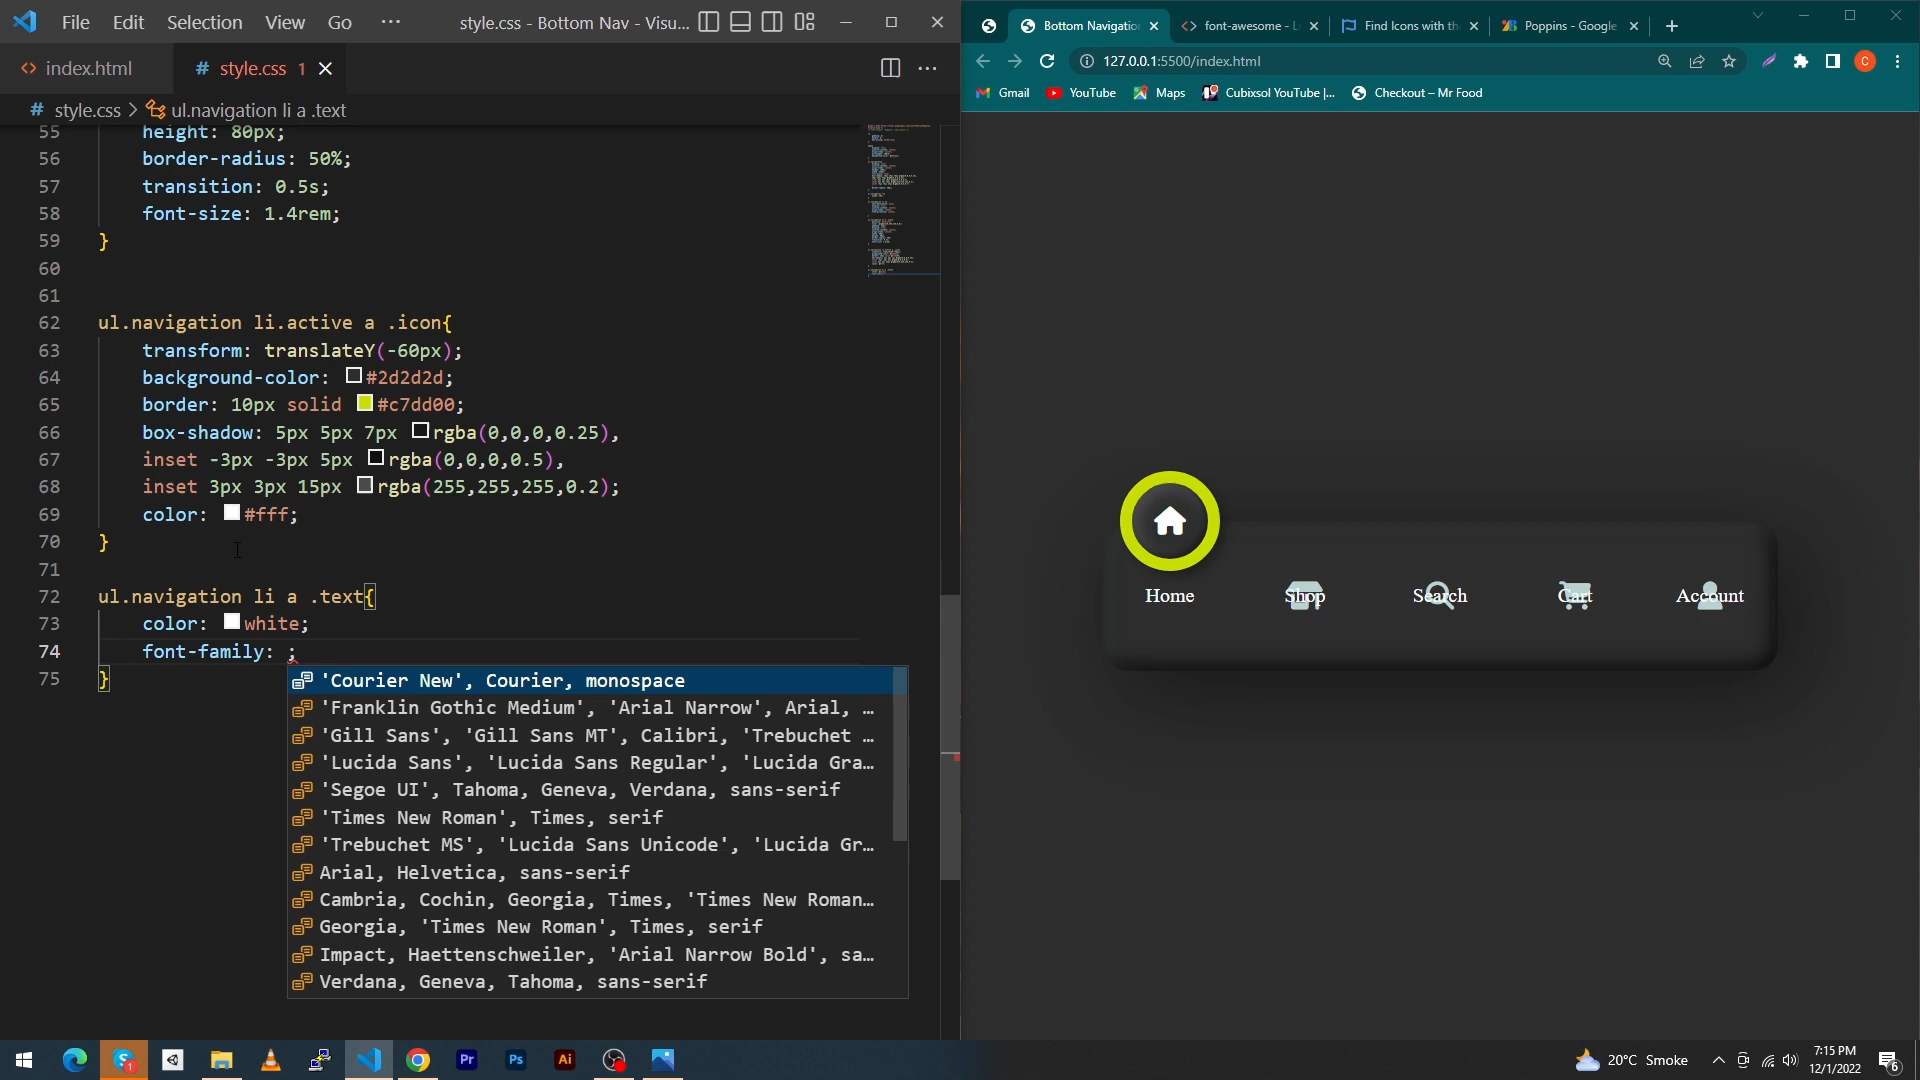 File Edit Selection View Go ··· style.css - Bottom Nav - Visu...
index.html # style.css 1
# style.css > ul.navigation li a .text
55 height: 80px;
56 border-radius: 50%;
57 transition: 0.5s;
58 font-size: 1.4rem;
59 }
60
61
62 ul.navigation li.active a .icon{
63 transform: translateY(-60px);
64 background-color: #2d2d2d;
65 border: 10px solid #c7dd00;
66 box-shadow: 5px 5px 7px rgba(0,0,0,0.25),
67 inset -3px -3px 5px rgba(0,0,0,0.5),
68 inset 3px 3px 15px rgba(255,255,255,0.2);
69 color: #fff;
70 }
71
72 ul.navigation li a .text{
73 color: white;
74 font-family: ;
75 }
'Courier New', Courier, monospace
'Franklin Gothic Medium', 'Arial Narrow', Arial, …
'Gill Sans', 'Gill Sans MT', Calibri, 'Trebuchet …
'Lucida Sans', 'Lucida Sans Regular', 'Lucida Gra…
'Segoe UI', Tahoma, Geneva, Verdana, sans-serif
'Times New Roman', Times, serif
'Trebuchet MS', 'Lucida Sans Unicode', 'Lucida Gr…
Arial, Helvetica, sans-serif
Cambria, Cochin, Georgia, Times, 'Times New Roman…
Georgia, 'Times New Roman', Times, serif
Impact, Haettenschweiler, 'Arial Narrow Bold', sa…
Verdana, Geneva, Tahoma, sans-serif
Bottom Navigation font-awesome - L Find Icons with the Poppins - Google
127.0.0.1:5500/index.html C
Gmail YouTube Maps Cubixsol YouTube |... Checkout – Mr Food
Home Shop Search Cart Account
1 Pr Ps Ai 20°C Smoke 7:15 PM
12/1/2022 6